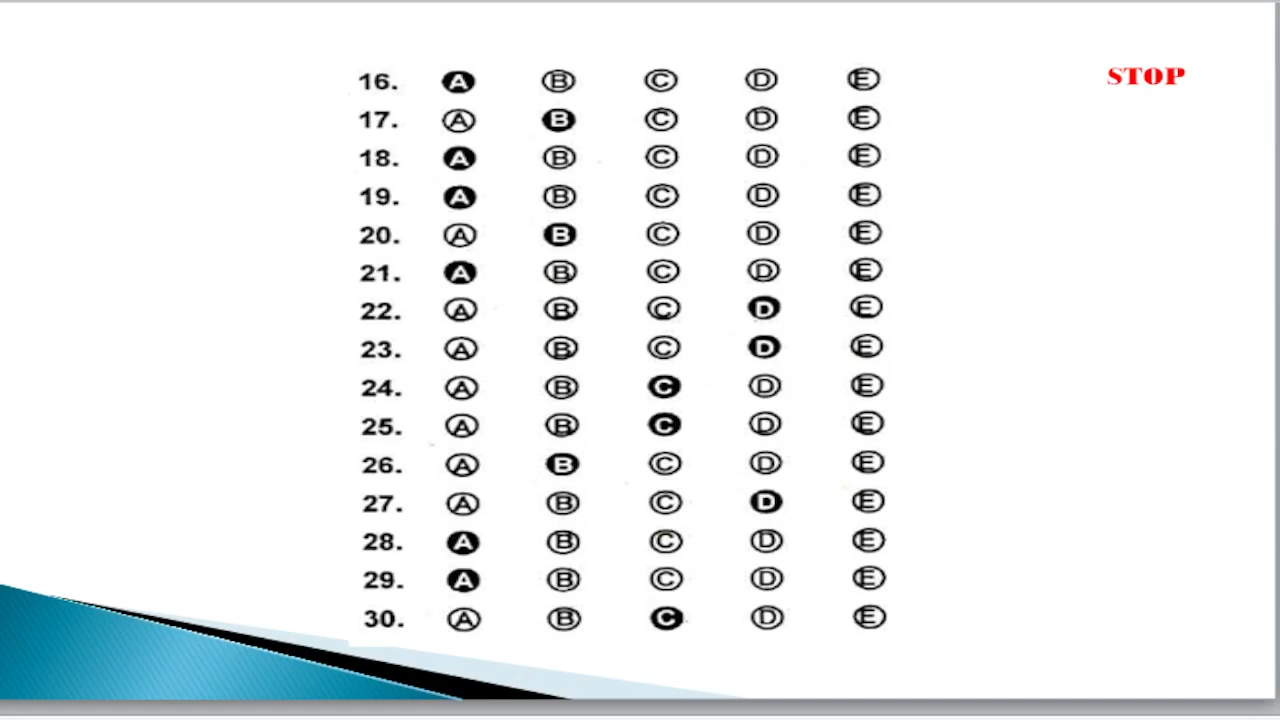 STOP
16. A B C D E
17. A B C D E
18. A B C D E
19. A B C D E
20. A B C D E
21. A B C D E
22. A B C D E
23. A B C D E
24. A B C D E
25. A B C D E
26. A B C D E
27. A B C D E
28. A B C D E
29. A B C D E
30. A B C D E